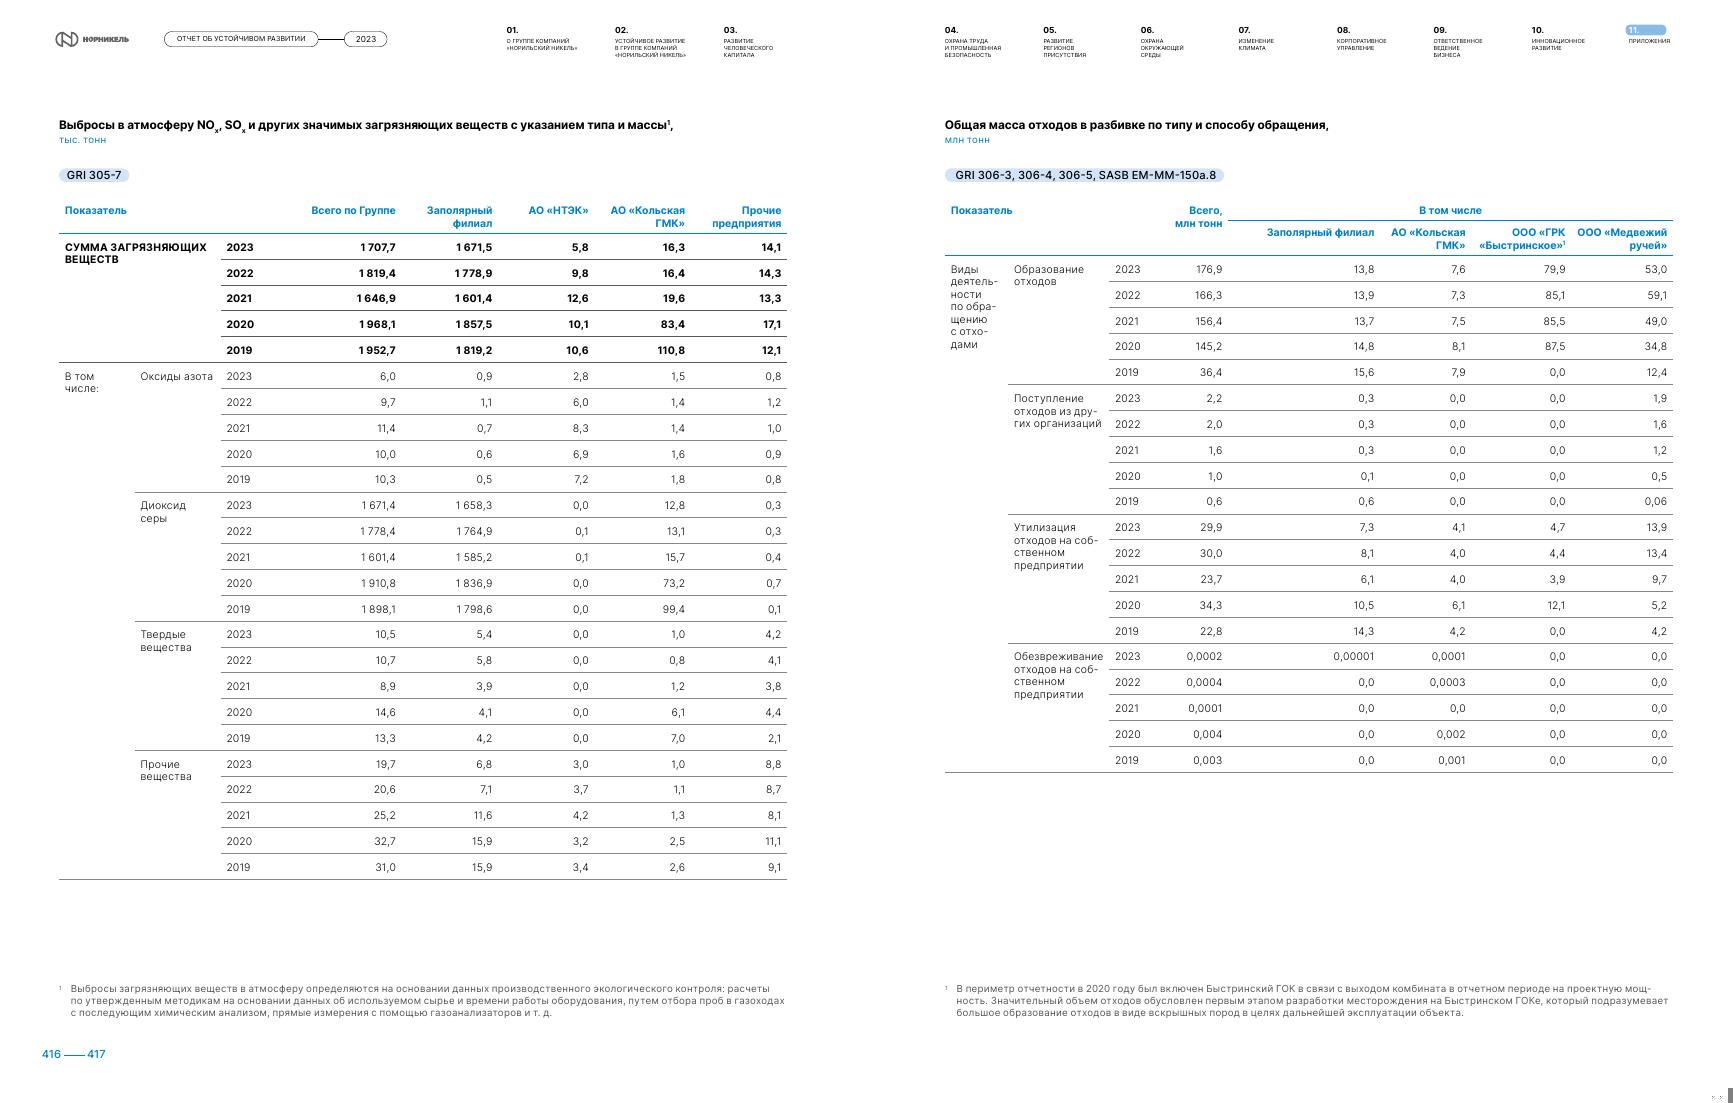 НОРНИКЕЛЬ
ОТЧЕТ ОБ УСТОЙЧИВОМ РАЗВИТИИ 2023
01.
О ГРУППЕ КОМПАНИЙ
«НОРИЛЬСКИЙ НИКЕЛЬ»
02.
УСТОЙЧИВОЕ РАЗВИТИЕ
В ГРУППЕ КОМПАНИЙ
«НОРИЛЬСКИЙ НИКЕЛЬ»
03.
РАЗВИТИЕ
ЧЕЛОВЕЧЕСКОГО
КАПИТАЛА
04.
ОХРАНА ТРУДА
И ПРОМЫШЛЕННАЯ
БЕЗОПАСНОСТЬ
05.
РАЗВИТИЕ
РЕГИОНОВ
ПРИСУТСТВИЯ
06.
ОХРАНА
ОКРУЖАЮЩЕЙ
СРЕДЫ
07.
ИЗМЕНЕНИЕ
КЛИМАТА
08.
КОРПОРАТИВНОЕ
УПРАВЛЕНИЕ
09.
ОТВЕТСТВЕННОЕ
ВЕДЕНИЕ
БИЗНЕСА
10.
ИННОВАЦИОННОЕ
РАЗВИТИЕ
11.
ПРИЛОЖЕНИЯ
Выбросы в атмосферу NOx, SOx и других значимых загрязняющих веществ с указанием типа и массы¹,
тыс. тонн
GRI 305-7
Показатель Всего по Группе Заполярный филиал АО «НТЭК» АО «Кольская ГМК» Прочие предприятия
СУММА ЗАГРЯЗНЯЮЩИХ ВЕЩЕСТВ 2023 1 707,7 1 671,5 5,8 16,3 14,1
2022 1 819,4 1 778,9 9,8 16,4 14,3
2021 1 646,9 1 601,4 12,6 19,6 13,3
2020 1 968,1 1 857,5 10,1 83,4 17,1
2019 1 952,7 1 819,2 10,6 110,8 12,1
В том числе: Оксиды азота 2023 6,0 0,9 2,8 1,5 0,8
2022 9,7 1,1 6,0 1,4 1,2
2021 11,4 0,7 8,3 1,4 1,0
2020 10,0 0,6 6,9 1,6 0,9
2019 10,3 0,5 7,2 1,8 0,8
Диоксид серы 2023 1 671,4 1 658,3 0,0 12,8 0,3
2022 1 778,4 1 764,9 0,1 13,1 0,3
2021 1 601,4 1 585,2 0,1 15,7 0,4
2020 1 910,8 1 836,9 0,0 73,2 0,7
2019 1 898,1 1 798,6 0,0 99,4 0,1
Твердые вещества 2023 10,5 5,4 0,0 1,0 4,2
2022 10,7 5,8 0,0 0,8 4,1
2021 8,9 3,9 0,0 1,2 3,8
2020 14,6 4,1 0,0 6,1 4,4
2019 13,3 4,2 0,0 7,0 2,1
Прочие вещества 2023 19,7 6,8 3,0 1,0 8,8
2022 20,6 7,1 3,7 1,1 8,7
2021 25,2 11,6 4,2 1,3 8,1
2020 32,7 15,9 3,2 2,5 11,1
2019 31,0 15,9 3,4 2,6 9,1
¹ Выбросы загрязняющих веществ в атмосферу определяются на основании данных производственного экологического контроля: расчеты
по утвержденным методикам на основании данных об используемом сырье и времени работы оборудования, путем отбора проб в газоходах
с последующим химическим анализом, прямые измерения с помощью газоанализаторов и т. д.
416 417
Общая масса отходов в разбивке по типу и способу обращения,
млн тонн
GRI 306-3, 306-4, 306-5, SASB EM-MM-150a.8
Показатель Всего, млн тонн В том числе
Заполярный филиал АО «Кольская ГМК» ООО «ГРК «Быстринское»¹ ООО «Медвежий ручей»
Виды деятель-ности по обра-щению с отхо-дами Образование отходов 2023 176,9 13,8 7,6 79,9 53,0
2022 166,3 13,9 7,3 85,1 59,1
2021 156,4 13,7 7,5 85,5 49,0
2020 145,2 14,8 8,1 87,5 34,8
2019 36,4 15,6 7,9 0,0 12,4
Поступление отходов из дру-гих организаций 2023 2,2 0,3 0,0 0,0 1,9
2022 2,0 0,3 0,0 0,0 1,6
2021 1,6 0,3 0,0 0,0 1,2
2020 1,0 0,1 0,0 0,0 0,5
2019 0,6 0,6 0,0 0,0 0,06
Утилизация отходов на соб-ственном предприятии 2023 29,9 7,3 4,1 4,7 13,9
2022 30,0 8,1 4,0 4,4 13,4
2021 23,7 6,1 4,0 3,9 9,7
2020 34,3 10,5 6,1 12,1 5,2
2019 22,8 14,3 4,2 0,0 4,2
Обезвреживание отходов на соб-ственном предприятии 2023 0,0002 0,00001 0,0001 0,0 0,0
2022 0,0004 0,0 0,0003 0,0 0,0
2021 0,0001 0,0 0,0 0,0 0,0
2020 0,004 0,0 0,002 0,0 0,0
2019 0,003 0,0 0,001 0,0 0,0
¹ В периметр отчетности в 2020 году был включен Быстринский ГОК в связи с выходом комбината в отчетном периоде на проектную мощ-
ность. Значительный объем отходов обусловлен первым этапом разработки месторождения на Быстринском ГОКе, который подразумевает
большое образование отходов в виде вскрышных пород в целях дальнейшей эксплуатации объекта.